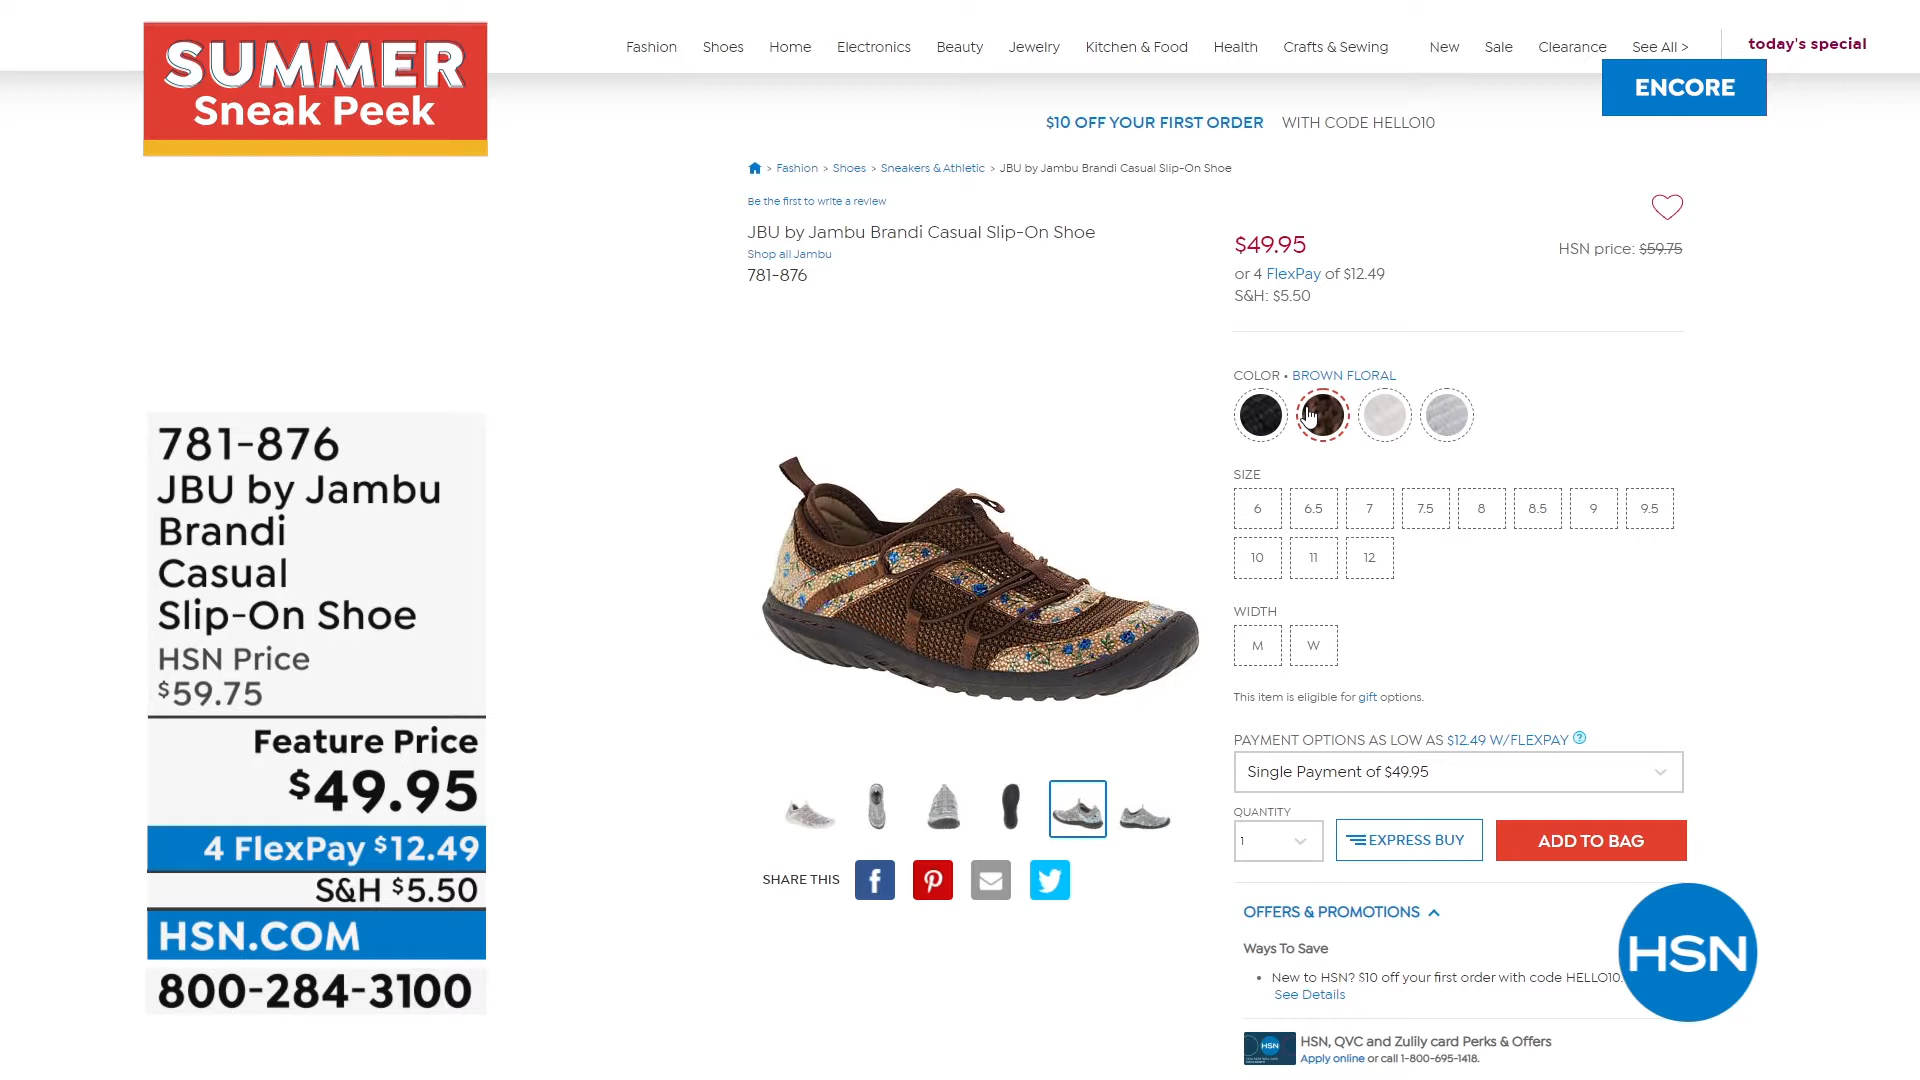 SUMMER
Sneak Peek
Fashion Shoes Home Electronics Beauty Jewelry Kitchen & Food Health Crafts & Sewing New Sale Clearance See All > today's special
ENCORE
$10 OFF YOUR FIRST ORDER WITH CODE HELLO10
> Fashion > Shoes > Sneakers & Athletic > JBU by Jambu Brandi Casual Slip-On Shoe
Be the first to write a review
JBU by Jambu Brandi Casual Slip-On Shoe
Shop all Jambu
781-876
$49.95
HSN price: $59.75
or 4 FlexPay of $12.49
S&H: $5.50
COLOR • BROWN FLORAL
SIZE
6 6.5 7 7.5 8 8.5 9 9.5
10 11 12
WIDTH
M W
This item is eligible for gift options.
PAYMENT OPTIONS AS LOW AS $12.49 W/FLEXPAY ?
Single Payment of $49.95
QUANTITY
1
EXPRESS BUY
ADD TO BAG
SHARE THIS
OFFERS & PROMOTIONS
Ways To Save
• New to HSN? $10 off your first order with code HELLO10.
See Details
HSN
HSN, QVC and Zulily card Perks & Offers
Apply online or call 1-800-695-1418.
HSN
781-876
JBU by Jambu
Brandi
Casual
Slip-On Shoe
HSN Price
$59.75
Feature Price
$49.95
4 FlexPay $12.49
S&H $5.50
HSN.COM
800-284-3100